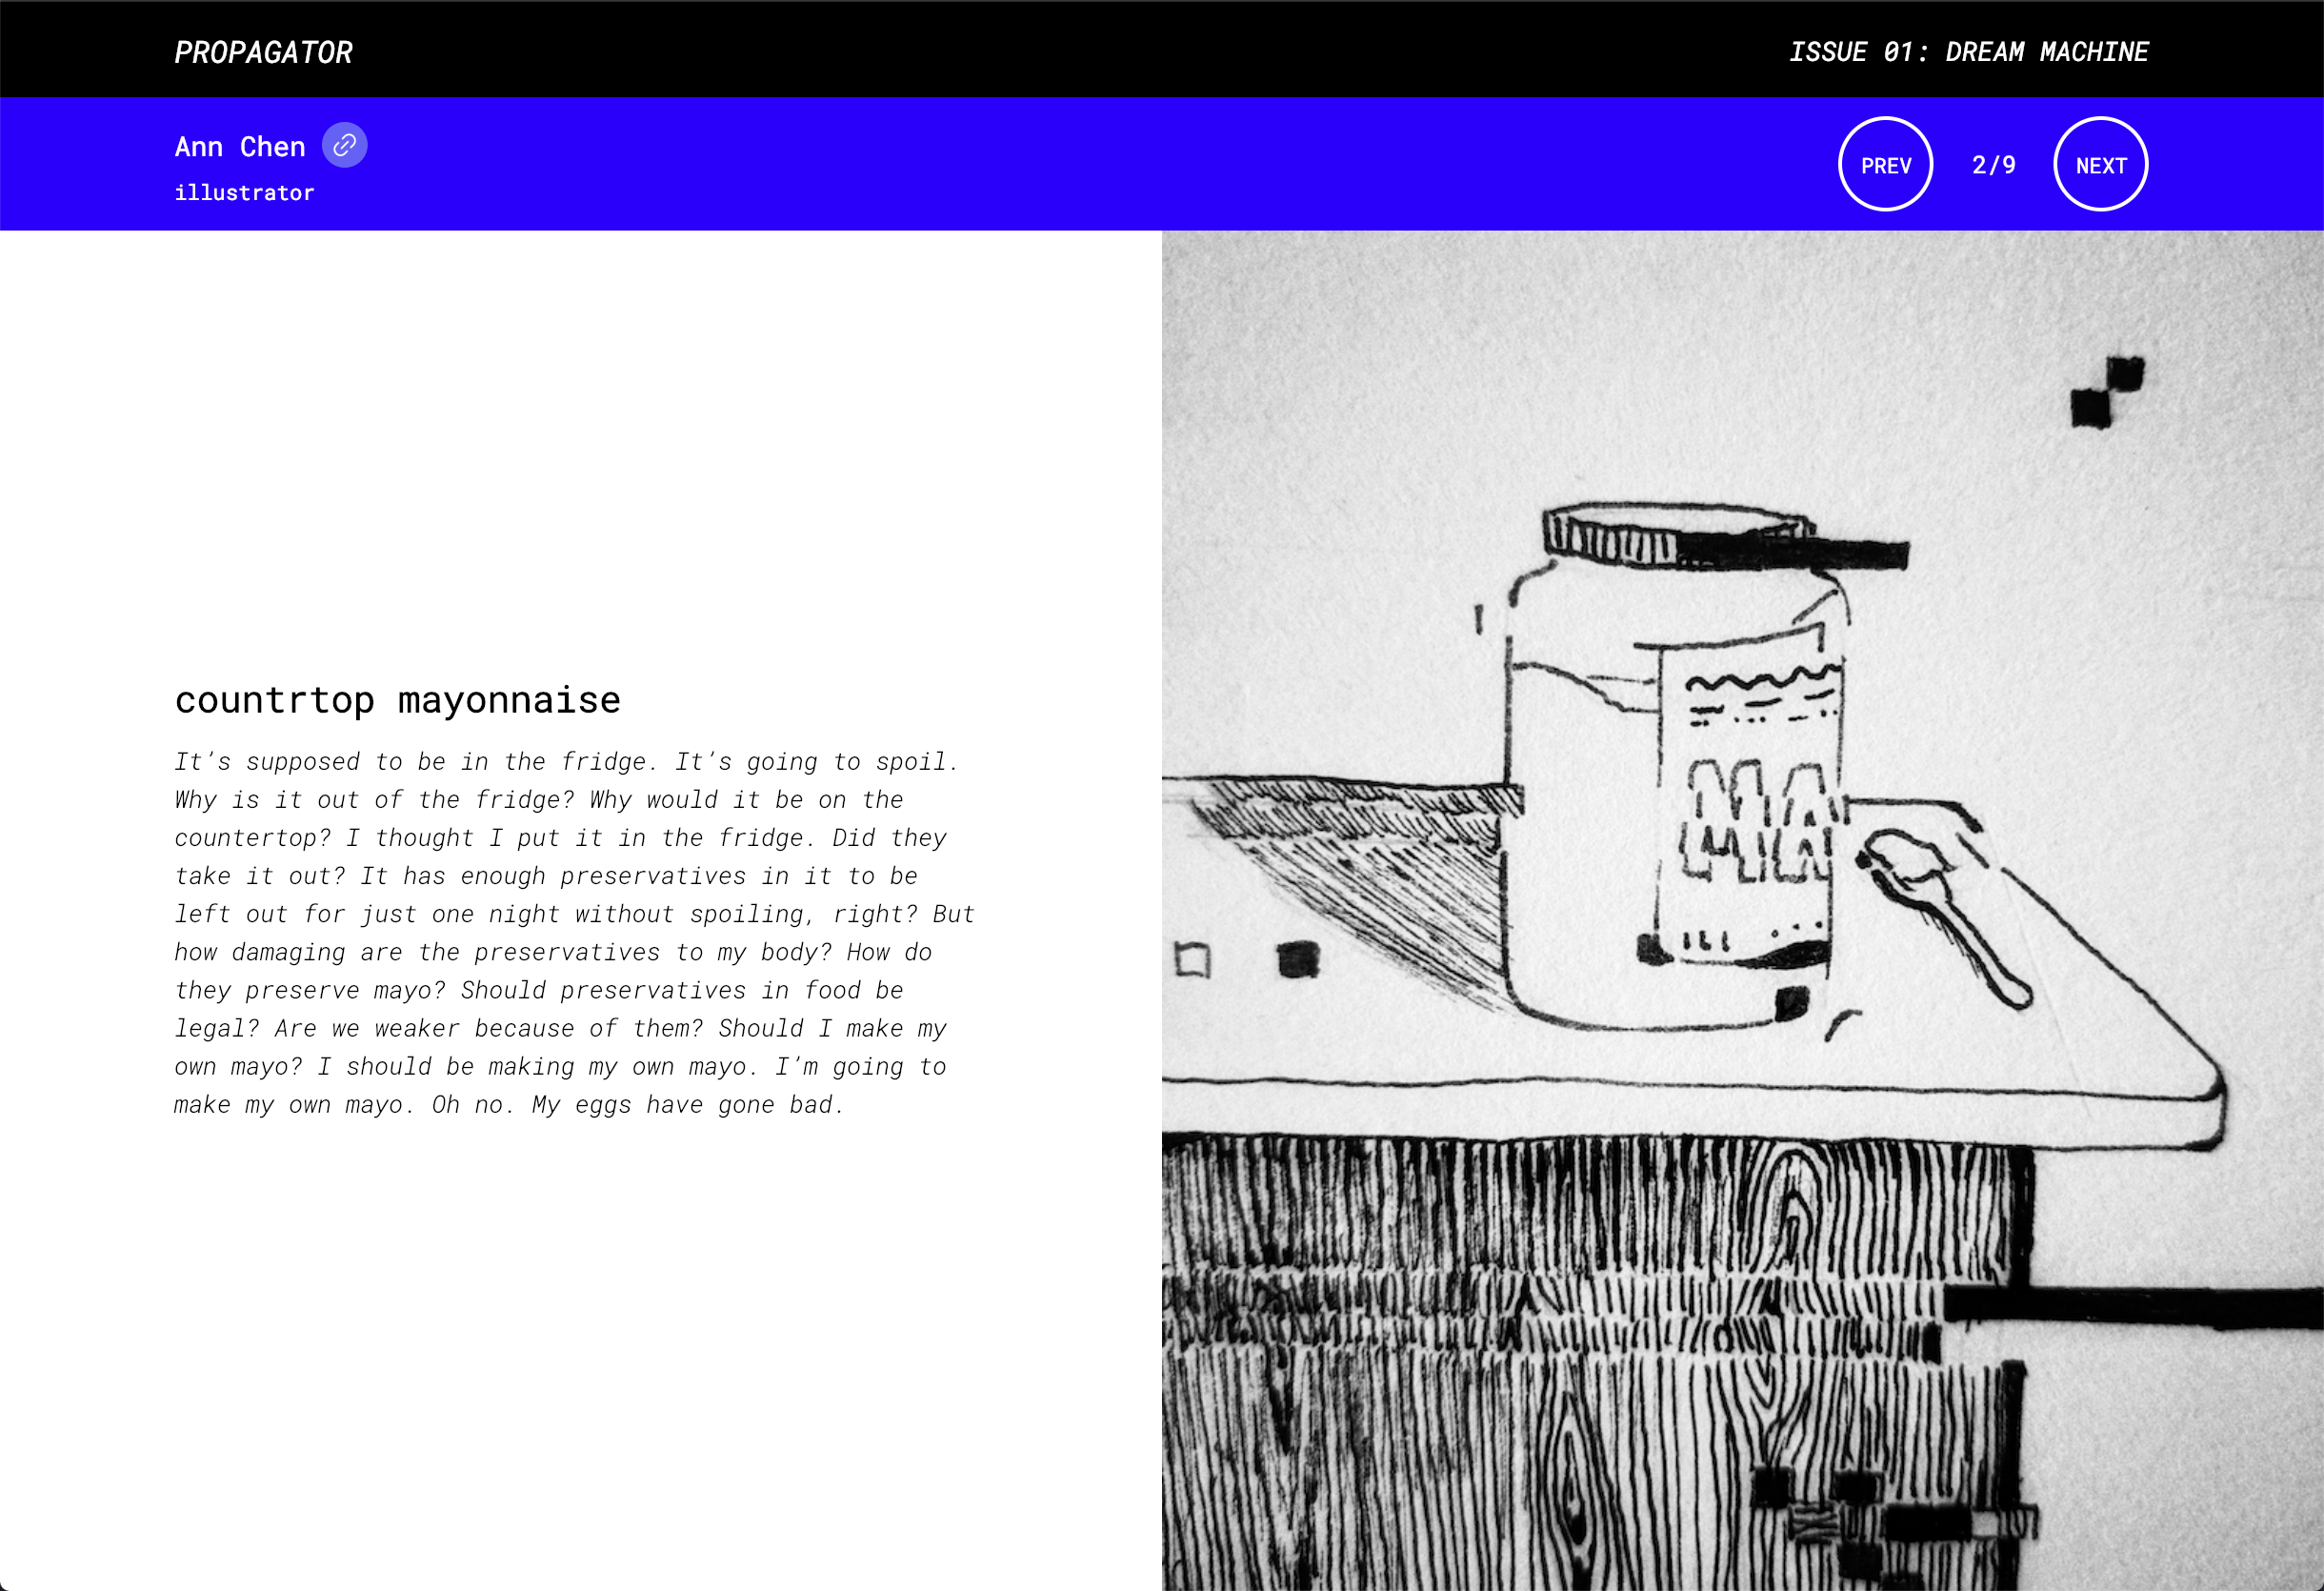 PROPAGATOR
ISSUE 01: DREAM MACHINE
Ann Chen
illustrator
PREV
2/9
NEXT
countrtop mayonnaise
It’s supposed to be in the fridge. It’s going to spoil.
Why is it out of the fridge? Why would it be on the
countertop? I thought I put it in the fridge. Did they
take it out? It has enough preservatives in it to be
left out for just one night without spoiling, right? But
how damaging are the preservatives to my body? How do
they preserve mayo? Should preservatives in food be
legal? Are we weaker because of them? Should I make my
own mayo? I should be making my own mayo. I’m going to
make my own mayo. Oh no. My eggs have gone bad.